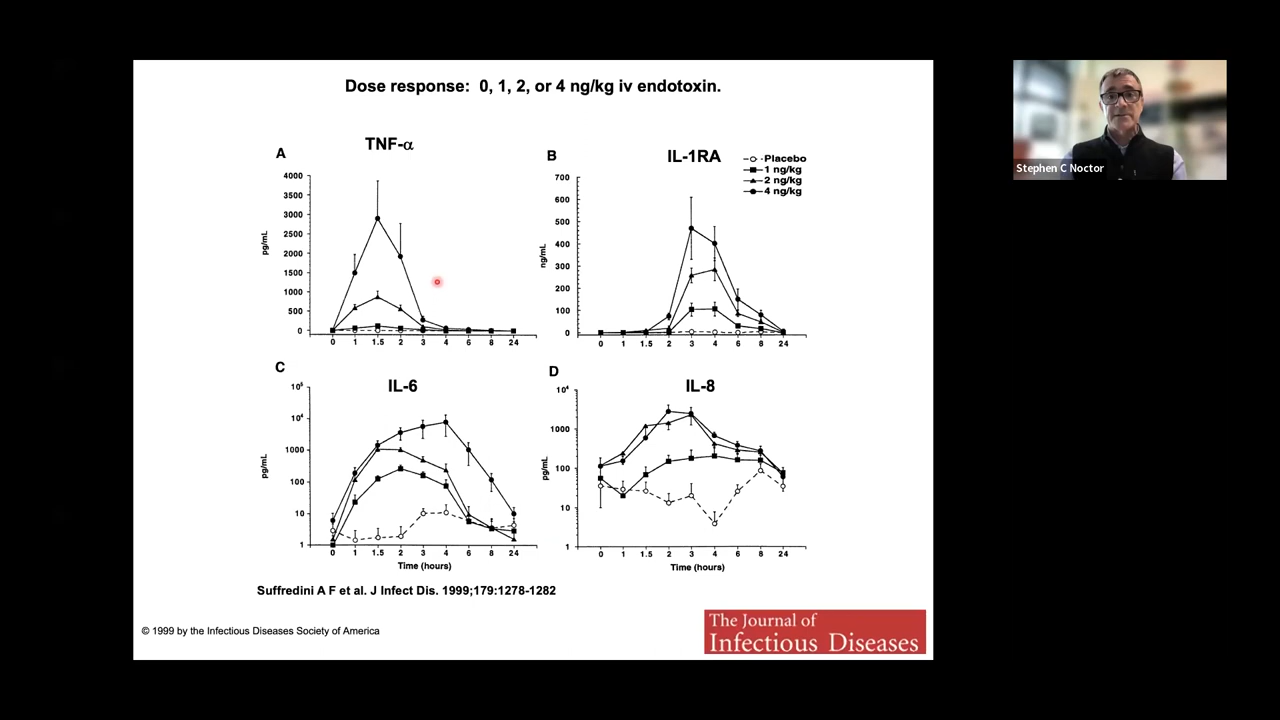 Dose response: 0, 1, 2, or 4 ng/kg iv endotoxin.
Stephen C Noctor
A
TNF-α
4000
3500
3000
2500
2000
1500
1000
500
0
pg/mL
0 1 1.5 2 3 4 6 8 24
B
IL-1RA
Placebo
1 ng/kg
2 ng/kg
4 ng/kg
700
600
500
400
300
200
100
0
ng/mL
0 1 1.5 2 3 4 6 8 24
C
IL-6
10⁵
10⁴
1000
100
10
1
pg/mL
0 1 1.5 2 3 4 6 8 24
Time (hours)
D
IL-8
10⁴
1000
100
10
1
pg/mL
0 1 1.5 2 3 4 6 8 24
Time (hours)
Suffredini A F et al. J Infect Dis. 1999;179:1278-1282
© 1999 by the Infectious Diseases Society of America
The Journal of
Infectious Diseases